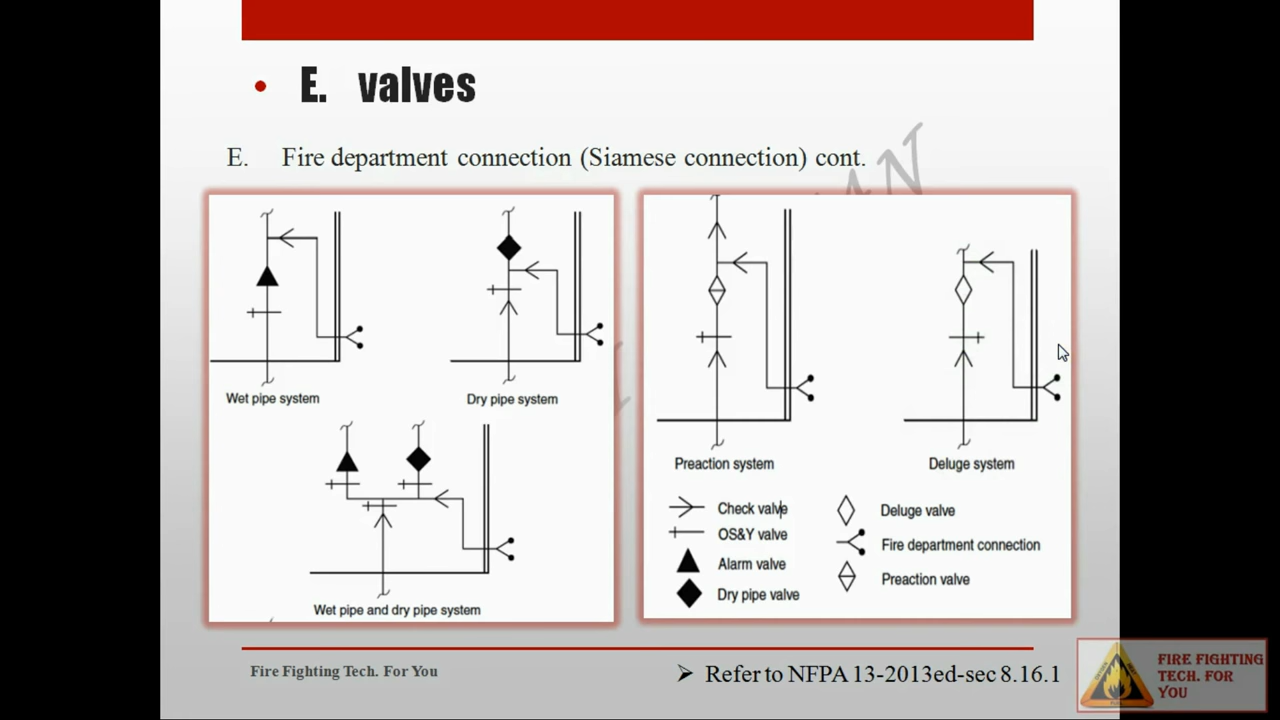 • E. valves
E. Fire department connection (Siamese connection) cont.
Wet pipe system
Dry pipe system
Wet pipe and dry pipe system
Preaction system
Deluge system
Check valve
OS&Y valve
Alarm valve
Dry pipe valve
Deluge valve
Fire department connection
Preaction valve
Fire Fighting Tech. For You
➢ Refer to NFPA 13-2013ed-sec 8.16.1
FIRE FIGHTING
TECH. FOR
YOU